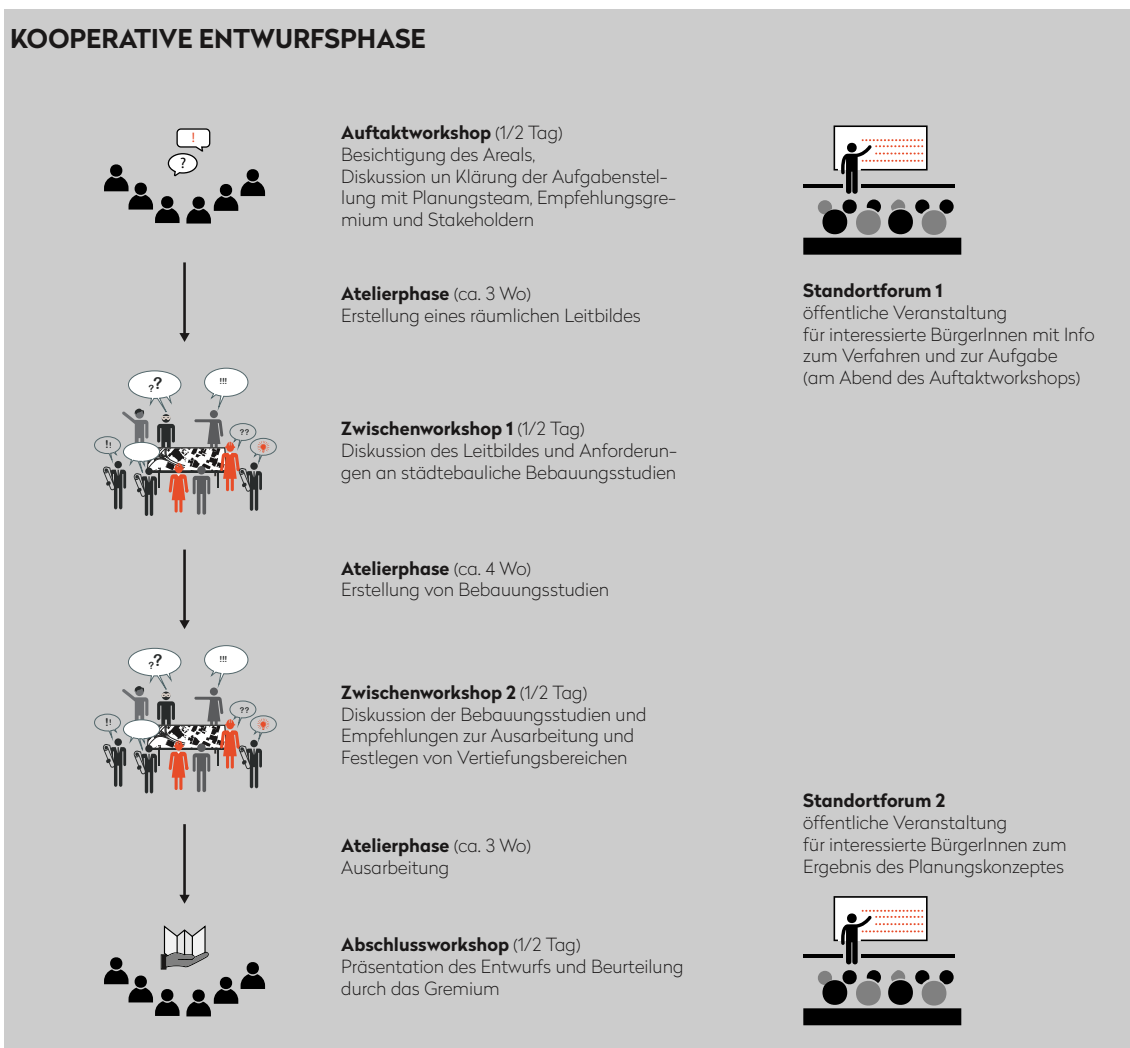 KOOPERATIVE ENTWURFSPHASE
!
?
Auftaktworkshop (1/2 Tag)
Besichtigung des Areals,
Diskussion un Klärung der Aufgabenstel-
lung mit Planungsteam, Empfehlungsgre-
mium und Stakeholdern
Atelierphase (ca. 3 Wo)
Erstellung eines räumlichen Leitbildes
Standortforum 1
öffentliche Veranstaltung
für interessierte BürgerInnen mit Info
zum Verfahren und zur Aufgabe
(am Abend des Auftaktworkshops)
??
!!!
!!
??
Zwischenworkshop 1 (1/2 Tag)
Diskussion des Leitbildes und Anforderun-
gen an städtebauliche Bebauungsstudien
Atelierphase (ca. 4 Wo)
Erstellung von Bebauungsstudien
??
!!!
!!
??
Zwischenworkshop 2 (1/2 Tag)
Diskussion der Bebauungsstudien und
Empfehlungen zur Ausarbeitung und
Festlegen von Vertiefungsbereichen
Atelierphase (ca. 3 Wo)
Ausarbeitung
Standortforum 2
öffentliche Veranstaltung
für interessierte BürgerInnen zum
Ergebnis des Planungskonzeptes
Abschlussworkshop (1/2 Tag)
Präsentation des Entwurfs und Beurteilung
durch das Gremium